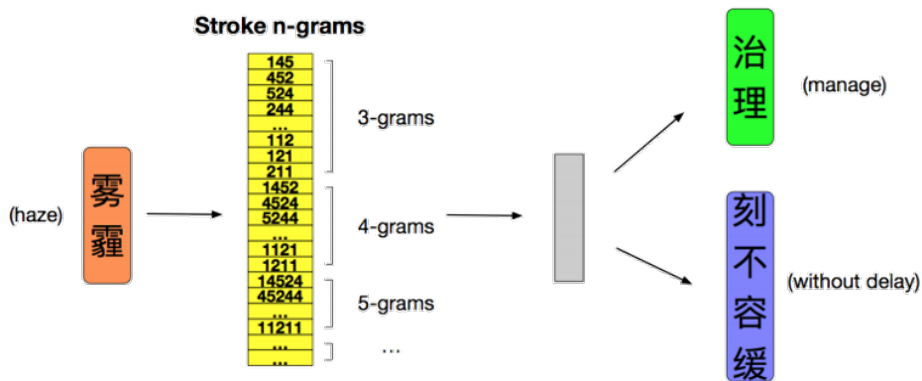 Stroke n-grams
(haze)
雾霾
145
452
524
244
...
112
121
211
3-grams
1452
4524
5244
...
1121
1211
4-grams
14524
45244
...
11211
5-grams
...
...
...
治理
(manage)
刻不容缓
(without delay)